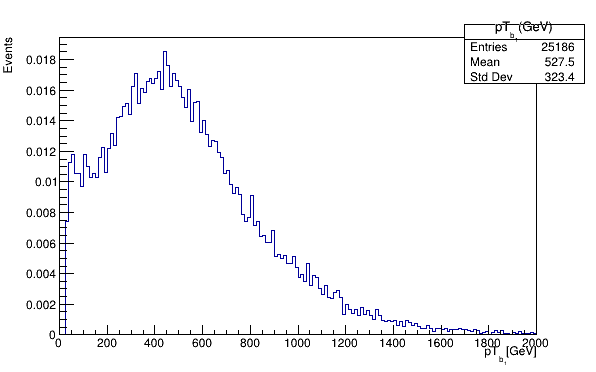 pT_b1(GeV)
Entries 25186
Mean 527.5
Std Dev 323.4
Events
0.018
0.016
0.014
0.012
0.01
0.008
0.006
0.004
0.002
0
0 200 400 600 800 1000 1200 1400 1600 1800 2000
pT_b1[GeV]